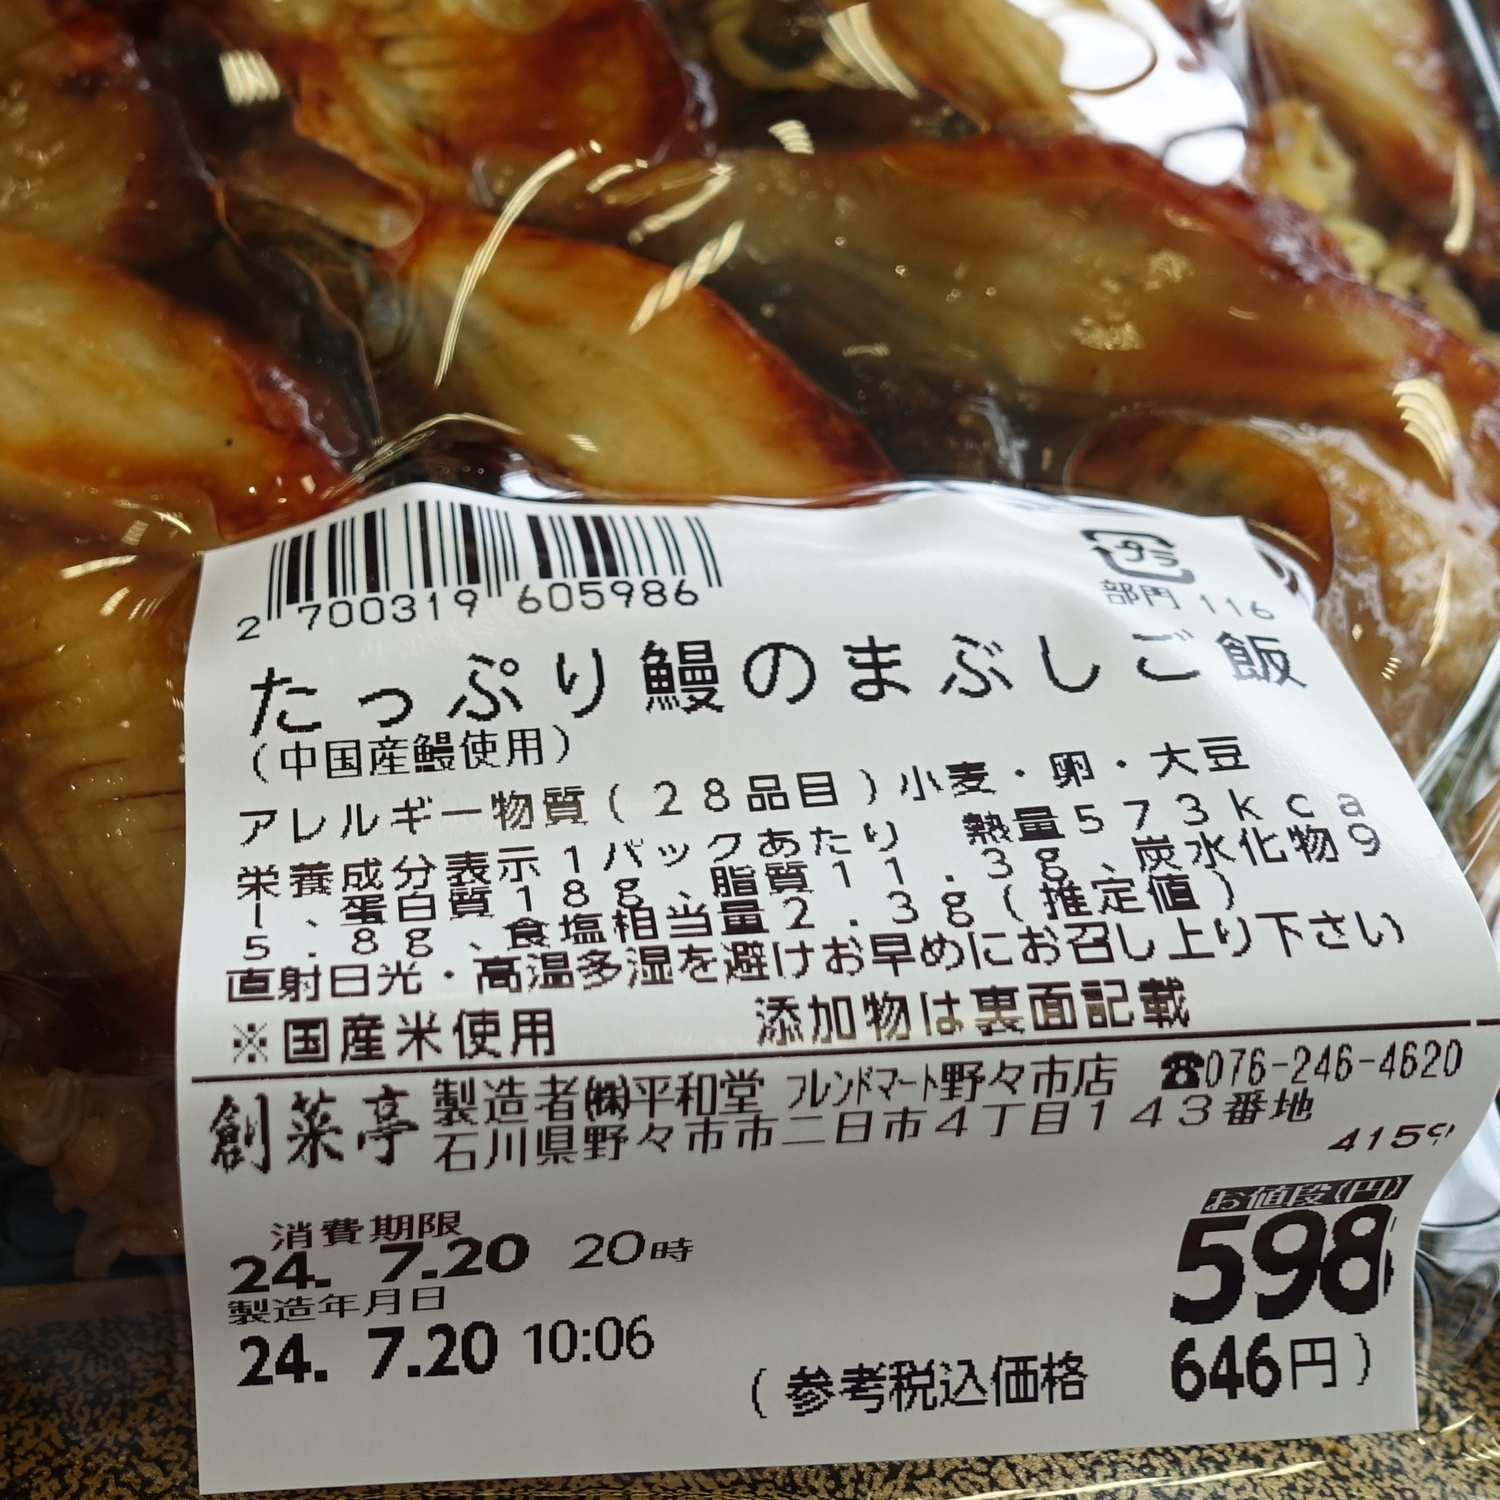 2 700319 605986
プラ
部門 116
たっぷり鰻のまぶしご飯
(中国産鰻使用)
アレルギー物質(28品目)小麦・卵・大豆
栄養成分表示1パックあたり 熱量573kca
l、蛋白質18g、脂質11.3g、炭水化物9
5.8g、食塩相当量2.3g(推定値)
直射日光・高温多湿を避けお早めにお召し上り下さい
※国産米使用 添加物は裏面記載
創菜亭 製造者㈱平和堂 フレンドマート野々市店 ☎076-246-4620
石川県野々市市二日市4丁目143番地
4159
消費期限
24. 7.20 20時
お値段(円)
598
製造年月日
24. 7.20 10:06
(参考税込価格 646円)